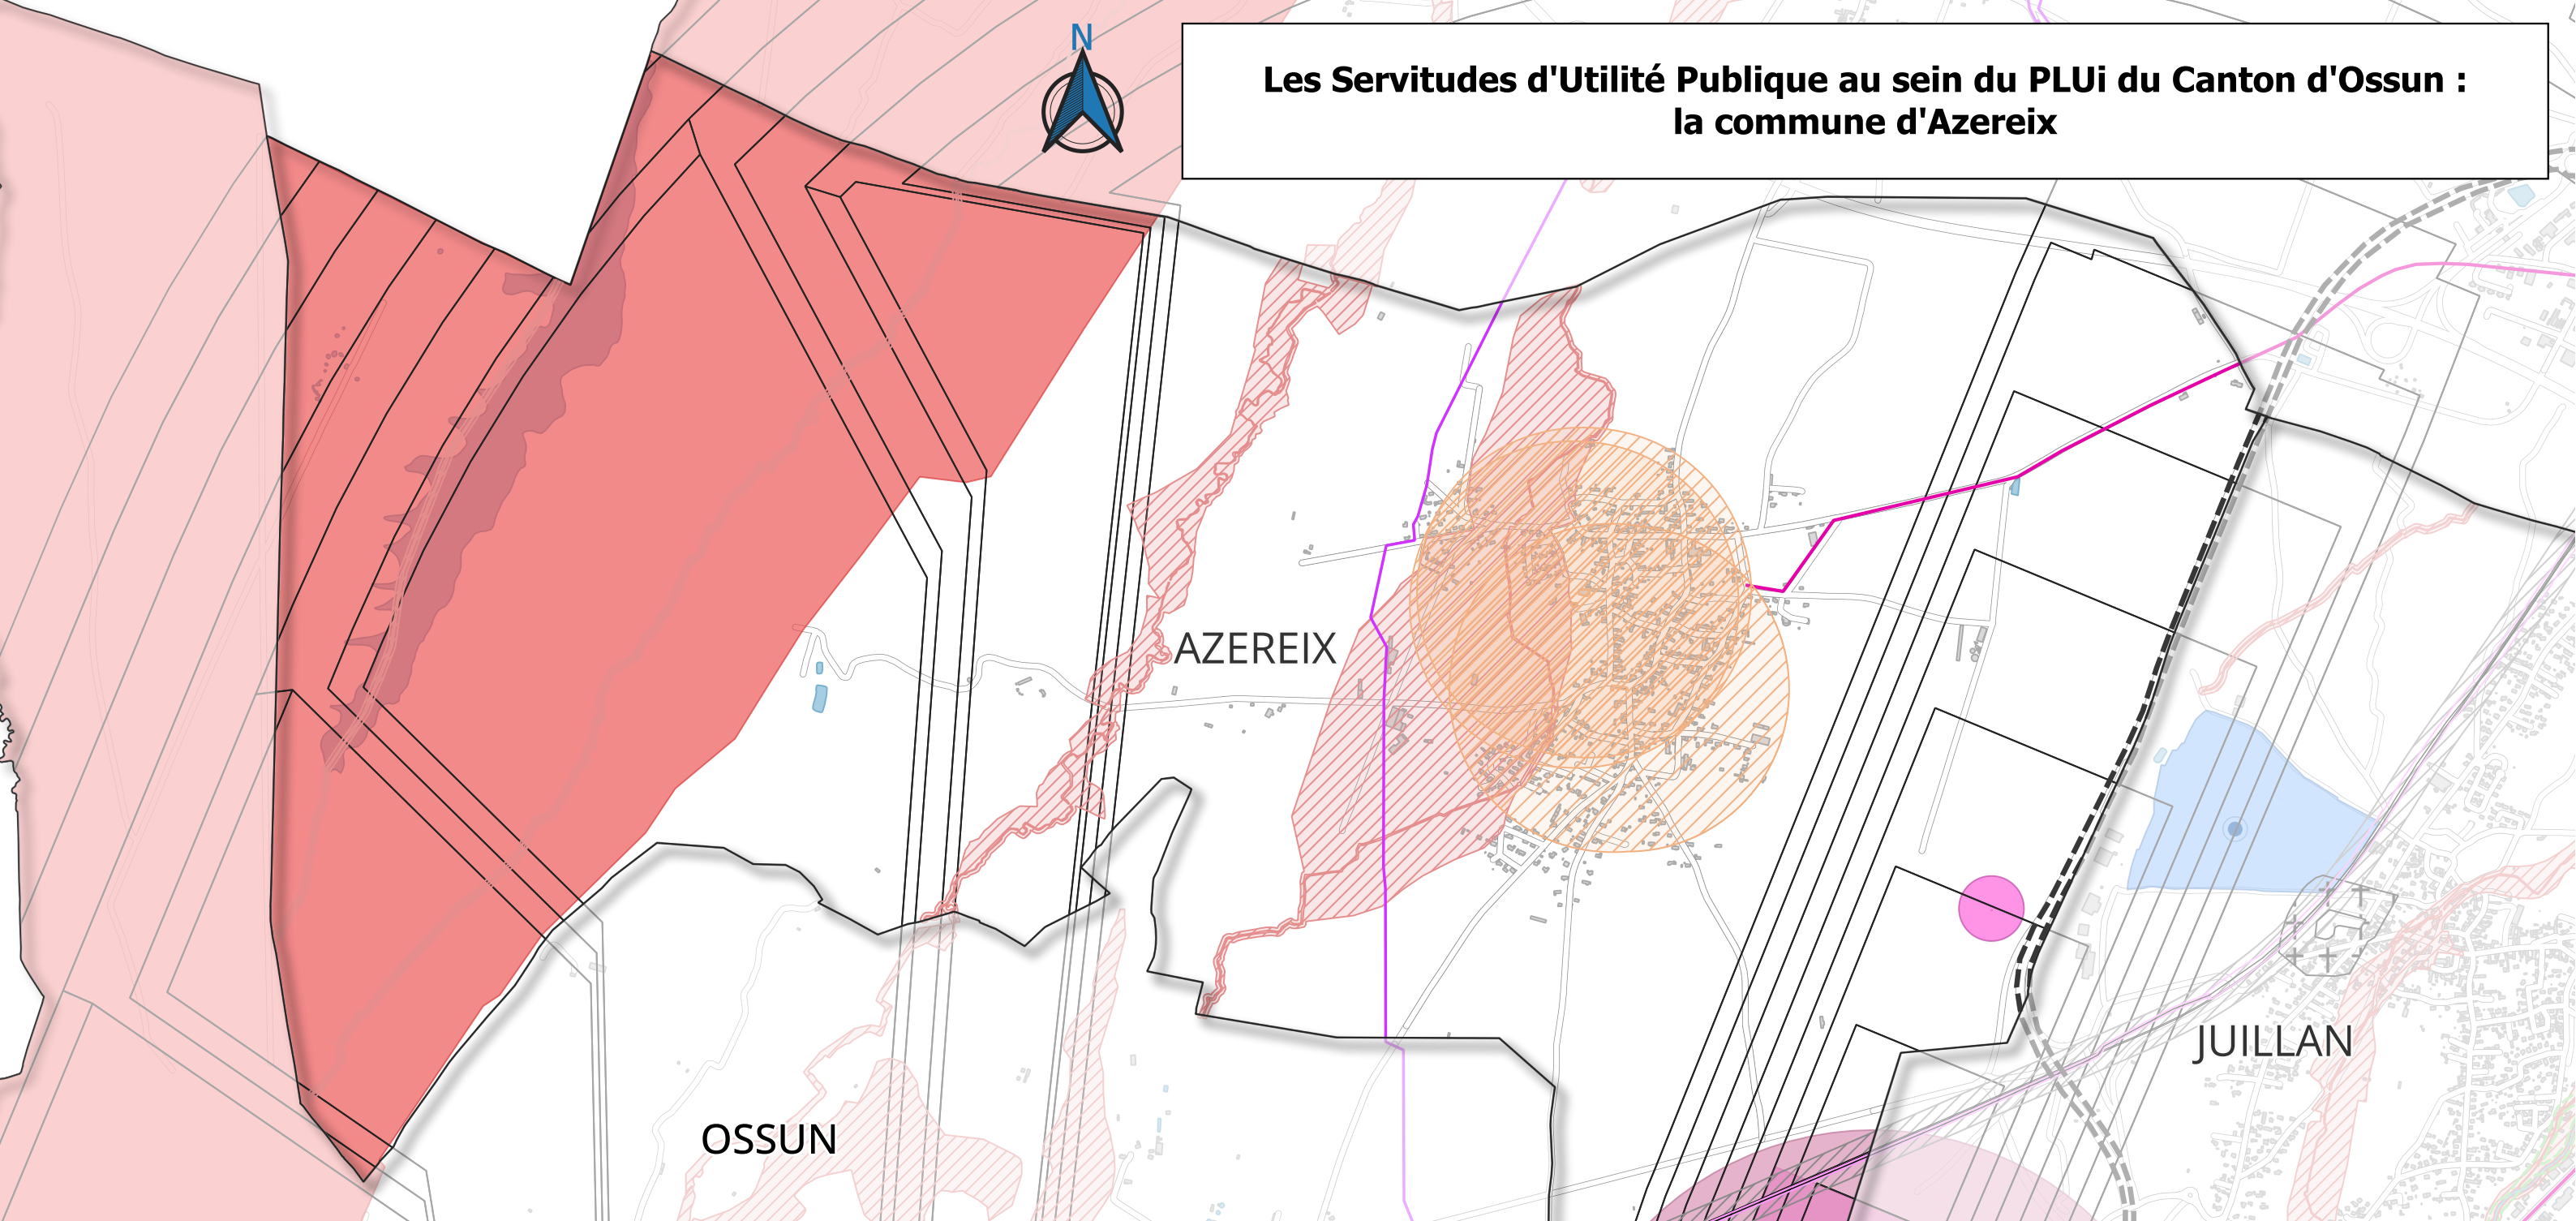 N
Les Servitudes d'Utilité Publique au sein du PLUi du Canton d'Ossun :
la commune d'Azereix
AZEREIX
JUILLAN
OSSUN